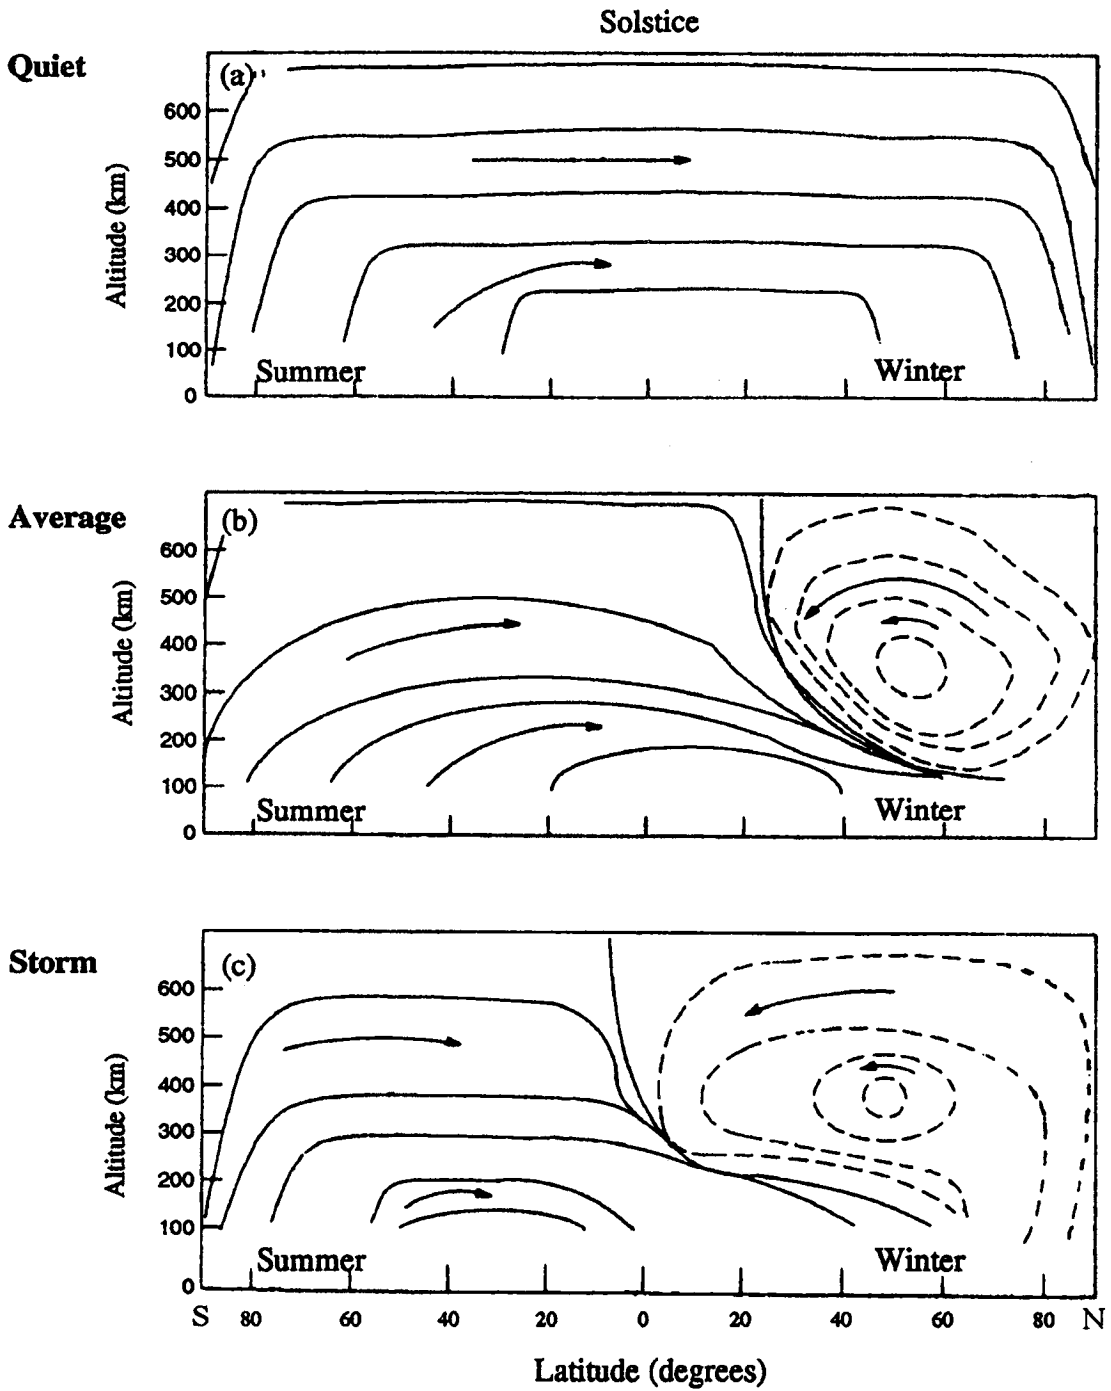 Solstice
Quiet
(a)
600
500
400
300
200
100
0
Altitude (km)
Summer
Winter
Average
(b)
600
500
400
300
200
100
0
Altitude (km)
Summer
Winter
Storm
(c)
600
500
400
300
200
100
0
Altitude (km)
Summer
Winter
S 80 60 40 20 0 20 40 60 80 N
Latitude (degrees)